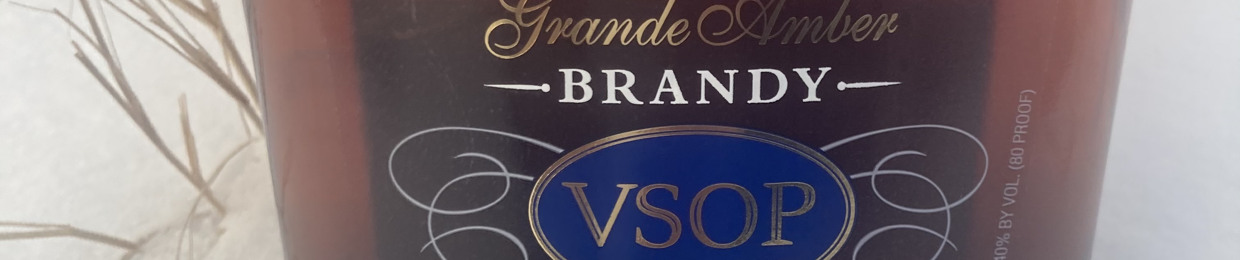 Grande Amber
BRANDY
VSOP
40% BY VOL. (80 PROOF)